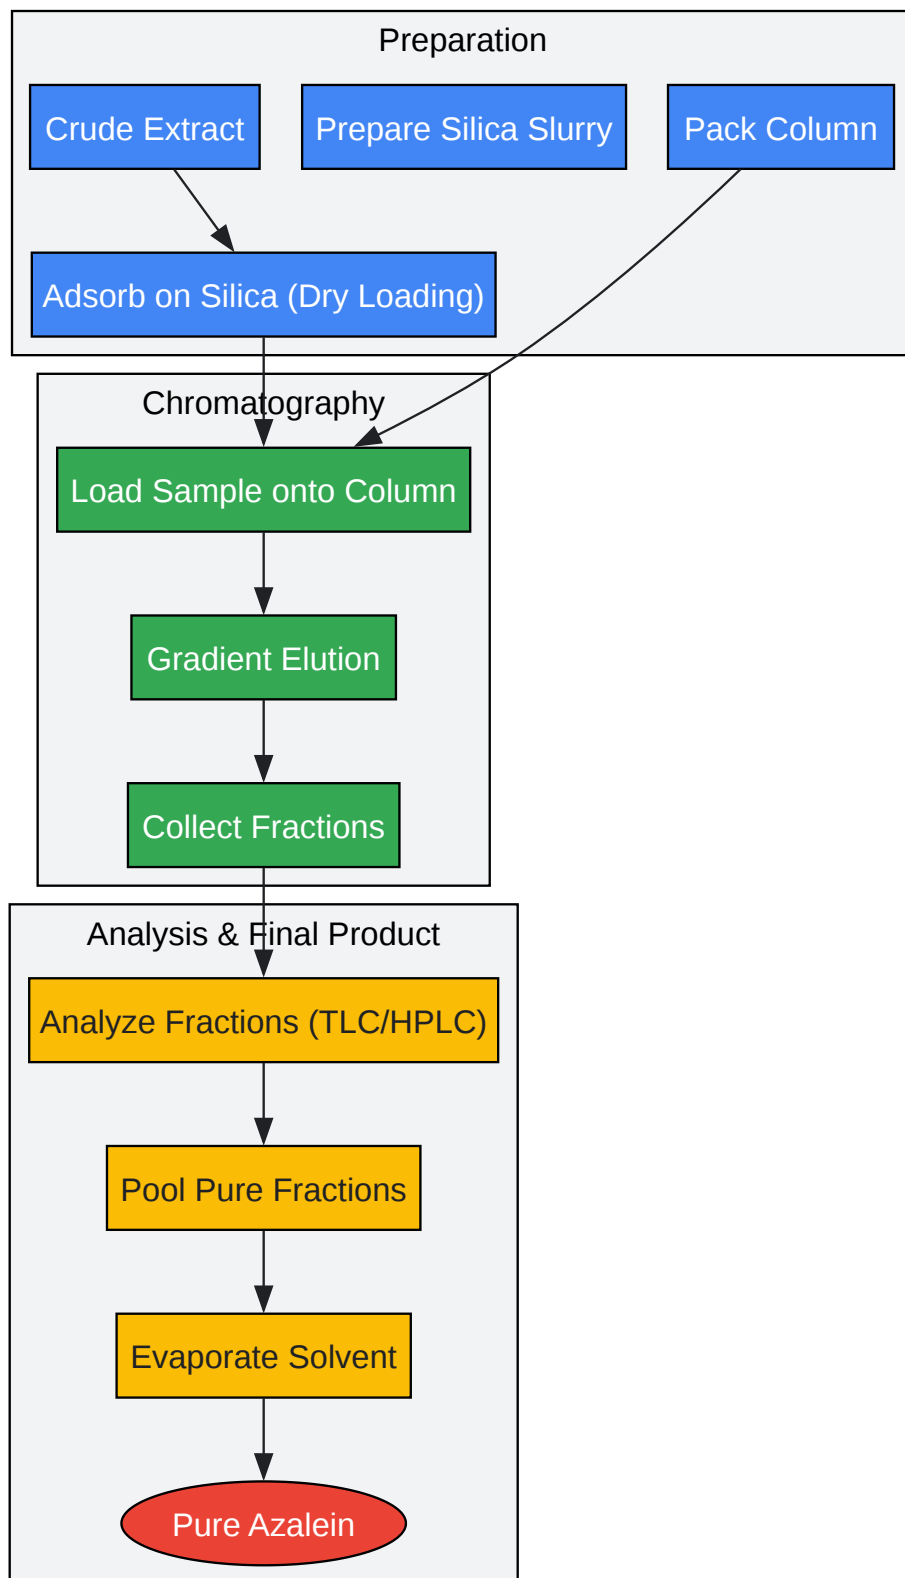 Preparation
Crude Extract
Prepare Silica Slurry
Pack Column
Adsorb on Silica (Dry Loading)
Chromatography
Load Sample onto Column
Gradient Elution
Collect Fractions
Analysis & Final Product
Analyze Fractions (TLC/HPLC)
Pool Pure Fractions
Evaporate Solvent
Pure Azalein